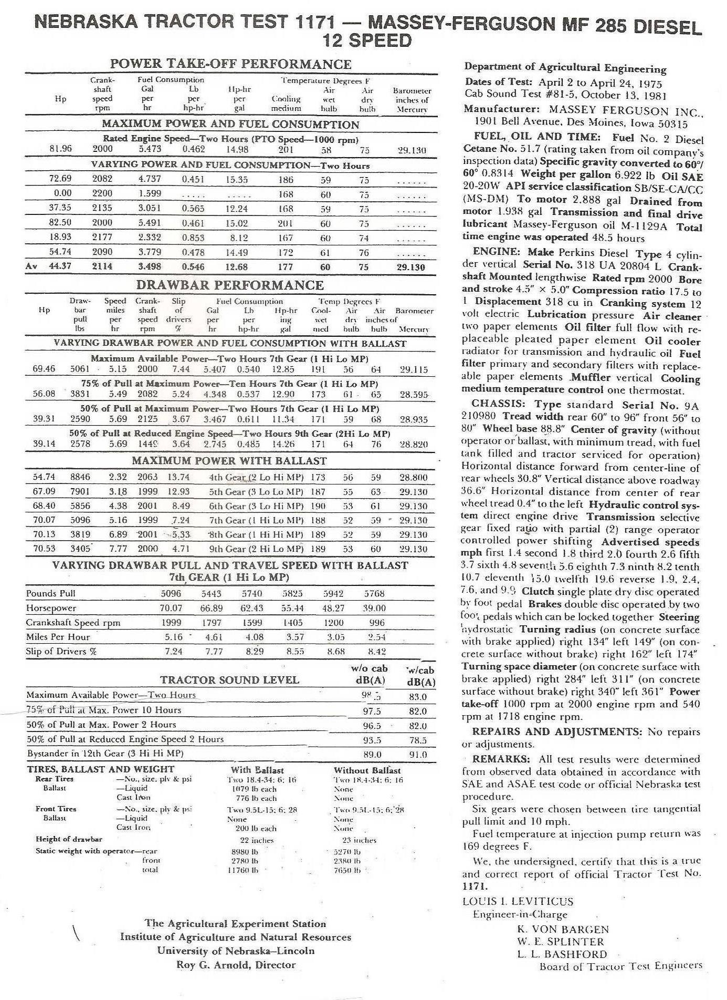 NEBRASKA TRACTOR TEST 1171 — MASSEY-FERGUSON MF 285 DIESEL
12 SPEED
POWER TAKE-OFF PERFORMANCE
Hp Crank-shaft speed rpm Fuel Consumption Gal per hr Lb per hp-hr Hp-hr per gal Temperature Degrees F Cooling medium Air wet bulb Air dry bulb Barometer inches of Mercury
MAXIMUM POWER AND FUEL CONSUMPTION
Rated Engine Speed—Two Hours (PTO Speed—1000 rpm)
81.96 2000 5.473 0.462 14.98 201 58 75 29.130
VARYING POWER AND FUEL CONSUMPTION—Two Hours
72.69 2082 4.737 0.451 15.35 186 59 75 ......
0.00 2200 1.599 ..... ..... 168 60 75 ......
37.35 2135 3.051 0.565 12.24 168 59 75 ......
82.50 2000 5.491 0.461 15.02 201 60 75 ......
18.93 2177 2.332 0.853 8.12 167 60 74 ......
54.74 2090 3.779 0.478 14.49 172 61 76 ......
Av 44.37 2114 3.498 0.546 12.68 177 60 75 29.130
DRAWBAR PERFORMANCE
Hp Draw-bar pull lbs Speed miles per hr Crank-shaft speed rpm Slip of drivers % Fuel Consumption Gal per hr Lb per hp-hr Hp-hr ing gal Temp Degrees F Cool-wet med Air dry bulb Air inches of bulb Barometer Mercury
VARYING DRAWBAR POWER AND FUEL CONSUMPTION WITH BALLAST
Maximum Available Power—Two Hours 7th Gear (1 Hi Lo MP)
69.46 5061 5.15 2000 7.44 5.407 0.540 12.85 191 56 64 29.115
75% of Pull at Maximum Power—Ten Hours 7th Gear (1 Hi Lo MP)
56.08 3831 5.49 2082 5.24 4.348 0.537 12.90 173 61 65 28.595
50% of Pull at Maximum Power—Two Hours 7th Gear (1 Hi Lo MP)
39.31 2590 5.69 2125 3.67 3.467 0.611 11.34 171 59 68 28.935
50% of Pull at Reduced Engine Speed—Two Hours 9th Gear (2Hi Lo MP)
39.14 2578 5.69 3.64 2.745 0.485 14.26 171 64 76 28.820
MAXIMUM POWER WITH BALLAST
54.74 8846 2.32 2063 13.74 4th Gear (2 Lo Hi MP) 173 56 59 28.800
67.09 7901 3.18 1999 12.93 5th Gear (3 Lo Lo MP) 187 55 63 29.130
68.40 5856 4.38 2001 8.49 6th Gear (3 Lo Hi MP) 190 53 61 29.130
70.07 5096 5.16 1999 7.24 7th Gear (1 Hi Lo MP) 188 52 59 29.130
70.13 3819 6.89 2001 5.33 8th Gear (1 Hi Hi MP) 189 52 59 29.130
70.53 3405 7.77 2000 4.71 9th Gear (2 Hi Lo MP) 189 53 60 29.130
VARYING DRAWBAR PULL AND TRAVEL SPEED WITH BALLAST
7th GEAR (1 Hi Lo MP)
Pounds Pull 5096 5443 5740 5825 5942 5768
Horsepower 70.07 66.89 62.43 55.44 48.27 39.00
Crankshaft Speed rpm 1999 1797 1599 1405 1200 996
Miles Per Hour 5.16 4.61 4.08 3.57 3.05 2.54
Slip of Drivers % 7.24 7.77 8.29 8.55 8.68 8.42
TRACTOR SOUND LEVEL w/o cab dB(A) w/cab dB(A)
Maximum Available Power—Two Hours 98.5 83.0
75% of Pull at Max. Power 10 Hours 97.5 82.0
50% of Pull at Max. Power 2 Hours 96.5 82.0
50% of Pull at Reduced Engine Speed 2 Hours 93.5 78.5
Bystander in 12th Gear (3 Hi Hi MP) 89.0 91.0
TIRES, BALLAST AND WEIGHT With Ballast Without Ballast
Rear Tires —No., size, ply & psi Two 18.4-34; 6; 16 Two 18.4-34; 6; 16
Ballast —Liquid 1079 lb each None
Cast Iron 776 lb each None
Front Tires —No., size, ply & psi Two 9.5L-15; 6; 28 Two 9.5L-15; 6; 28
Ballast —Liquid None None
Cast Iron 200 lb each None
Height of drawbar 22 inches 23 inches
Static weight with operator—rear 8980 lb 5270 lb
front 2780 lb 2380 lb
total 11760 lb 7650 lb
The Agricultural Experiment Station
Institute of Agriculture and Natural Resources
University of Nebraska–Lincoln
Roy G. Arnold, Director
Department of Agricultural Engineering
Dates of Test: April 2 to April 24, 1975
Cab Sound Test #81-5, October 13, 1981
Manufacturer: MASSEY FERGUSON INC.,
1901 Bell Avenue, Des Moines, Iowa 50315
FUEL, OIL AND TIME: Fuel No. 2 Diesel
Cetane No. 51.7 (rating taken from oil company's
inspection data) Specific gravity converted to 60°/
60° 0.8314 Weight per gallon 6.922 lb Oil SAE
20-20W API service classification SB/SE-CA/CC
(MS-DM) To motor 2.888 gal Drained from
motor 1.938 gal Transmission and final drive
lubricant Massey-Ferguson oil M-1129A Total
time engine was operated 48.5 hours
ENGINE: Make Perkins Diesel Type 4 cylin-
der vertical Serial No. 318 UA 20804 L Crank-
shaft Mounted lengthwise Rated rpm 2000 Bore
and stroke 4.5" × 5.0" Compression ratio 17.5 to
1 Displacement 318 cu in Cranking system 12
volt electric Lubrication pressure Air cleaner
two paper elements Oil filter full flow with re-
placeable pleated paper element Oil cooler
radiator for transmission and hydraulic oil Fuel
filter primary and secondary filters with replace-
able paper elements Muffler vertical Cooling
medium temperature control one thermostat.
CHASSIS: Type standard Serial No. 9A
210980 Tread width rear 60" to 96" front 56" to
80" Wheel base 88.8" Center of gravity (without
operator or ballast, with minimum tread, with fuel
tank filled and tractor serviced for operation)
Horizontal distance forward from center-line of
rear wheels 30.8" Vertical distance above roadway
36.6" Horizontal distance from center of rear
wheel tread 0.4" to the left Hydraulic control sys-
tem direct engine drive Transmission selective
gear fixed ratio with partial (2) range operator
controlled power shifting Advertised speeds
mph first 1.4 second 1.8 third 2.0 fourth 2.6 fifth
3.7 sixth 4.8 seventh 5.6 eighth 7.3 ninth 8.2 tenth
10.7 eleventh 15.0 twelfth 19.6 reverse 1.9, 2.4,
7.6, and 9.9 Clutch single plate dry disc operated
by foot pedal Brakes double disc operated by two
foot pedals which can be locked together Steering
hydrostatic Turning radius (on concrete surface
with brake applied) right 134" left 149" (on con-
crete surface without brake) right 162" left 174"
Turning space diameter (on concrete surface with
brake applied) right 284" left 311" (on concrete
surface without brake) right 340" left 361" Power
take-off 1000 rpm at 2000 engine rpm and 540
rpm at 1718 engine rpm.
REPAIRS AND ADJUSTMENTS: No repairs
or adjustments.
REMARKS: All test results were determined
from observed data obtained in accordance with
SAE and ASAE test code or official Nebraska test
procedure.
Six gears were chosen between tire tangential
pull limit and 10 mph.
Fuel temperature at injection pump return was
169 degrees F.
We, the undersigned, certify that this is a true
and correct report of official Tractor Test No.
1171.
LOUIS I. LEVITICUS
Engineer-in-Charge
K. VON BARGEN
W. E. SPLINTER
L. L. BASHFORD
Board of Tractor Test Engineers